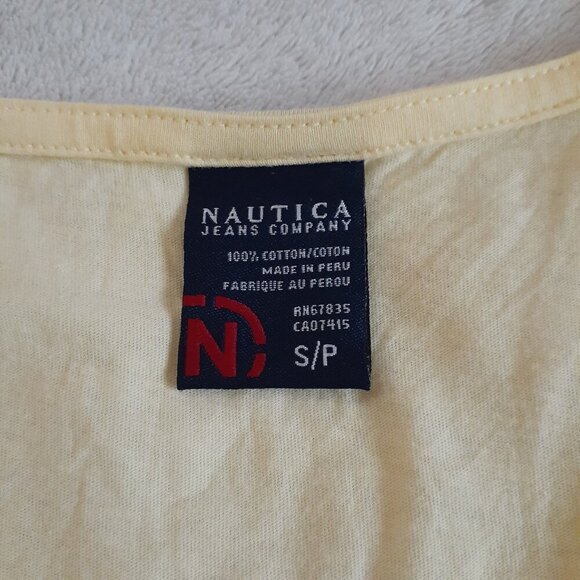 NAUTICA
JEANS COMPANY
100% COTTON/COTON
MADE IN PERU
FABRIQUE AU PEROU
RN67835
CA07415
N
S/P